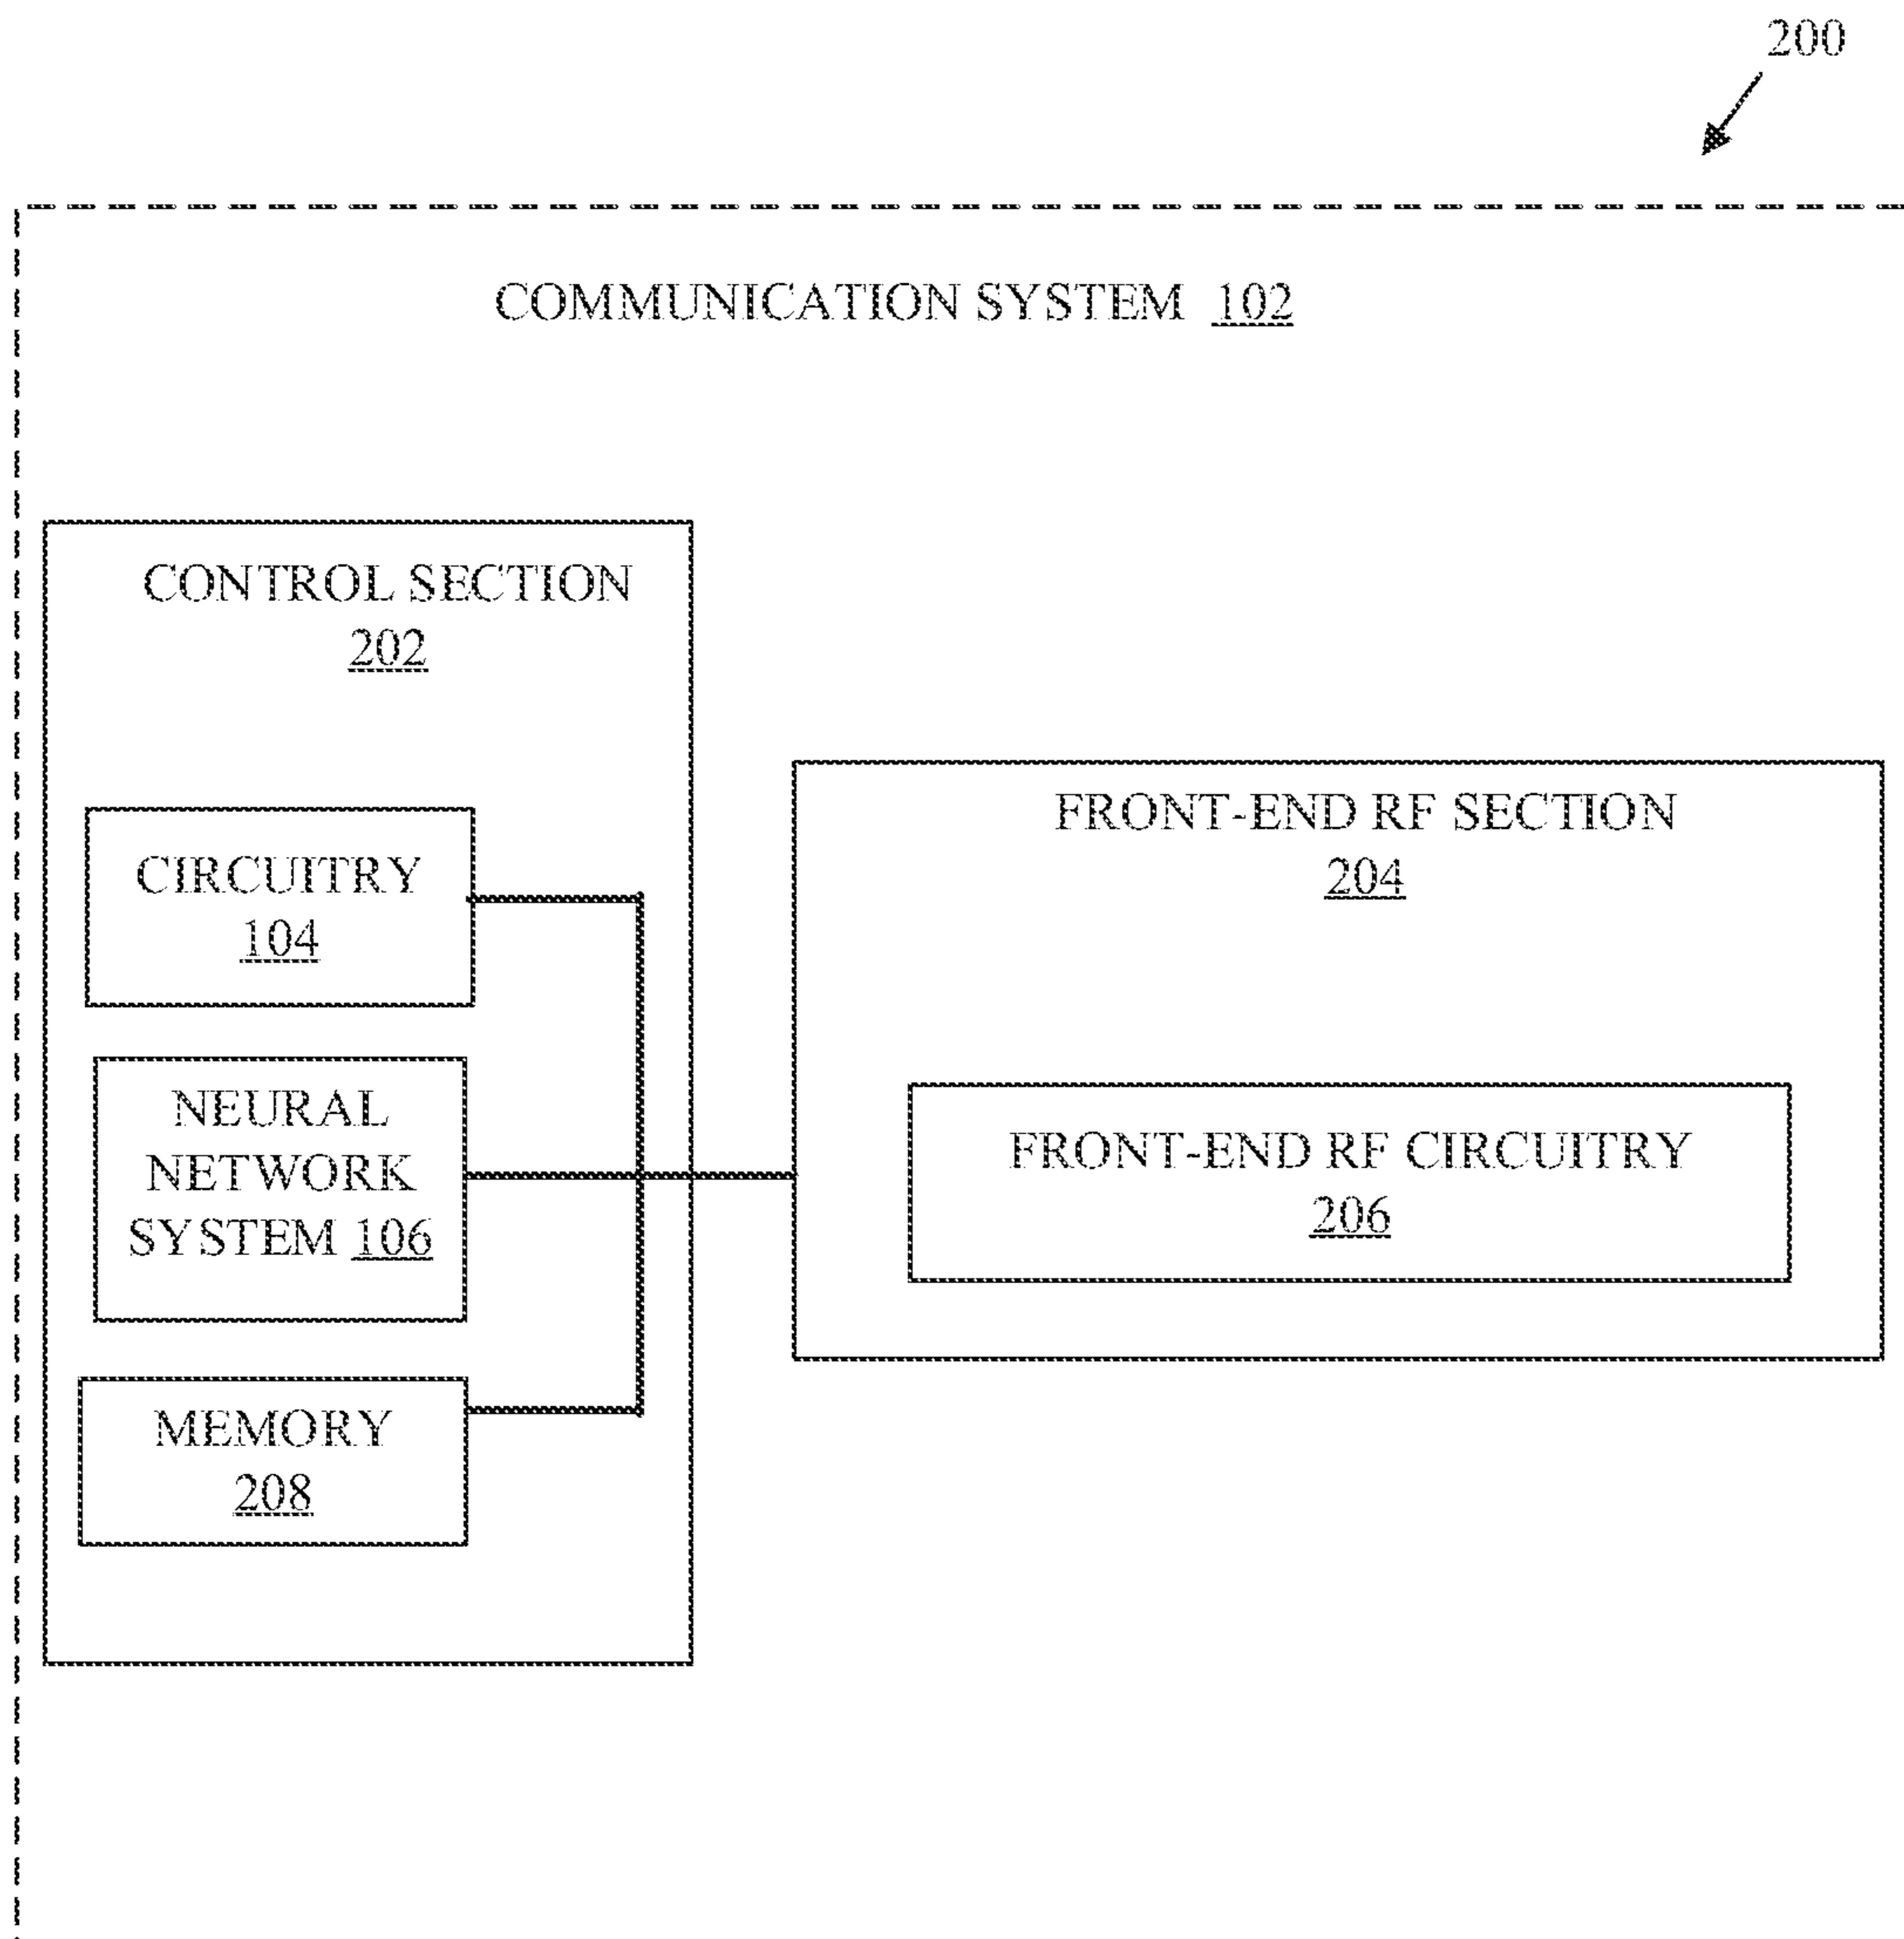 200
COMMUNICATION SYSTEM 102
CONTROL SECTION
202
CIRCUITRY
104
NEURAL
NETWORK
SYSTEM 106
MEMORY
208
FRONT-END RF SECTION
204
FRONT-END RF CIRCUITRY
206